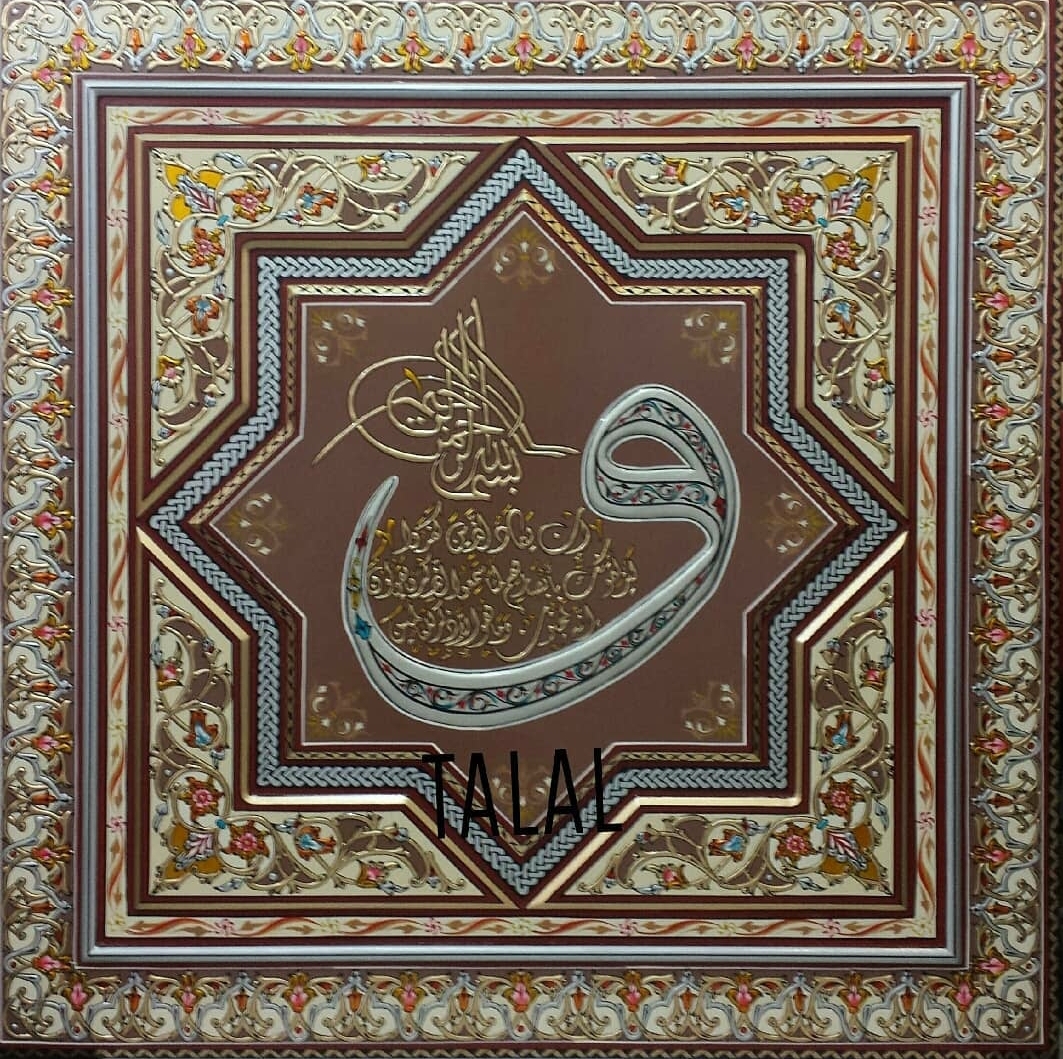 بسم الله الرحمن الرحيم
و
وإن يكاد الذين كفروا
ليزلقونك بأبصارهم لما سمعوا الذكر ويقولون
إنه لمجنون وما هو إلا ذكر للعالمين
TALAL